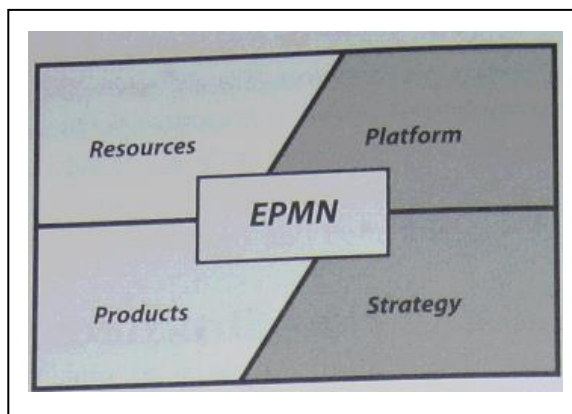 Resources
Platform
EPMN
Products
Strategy